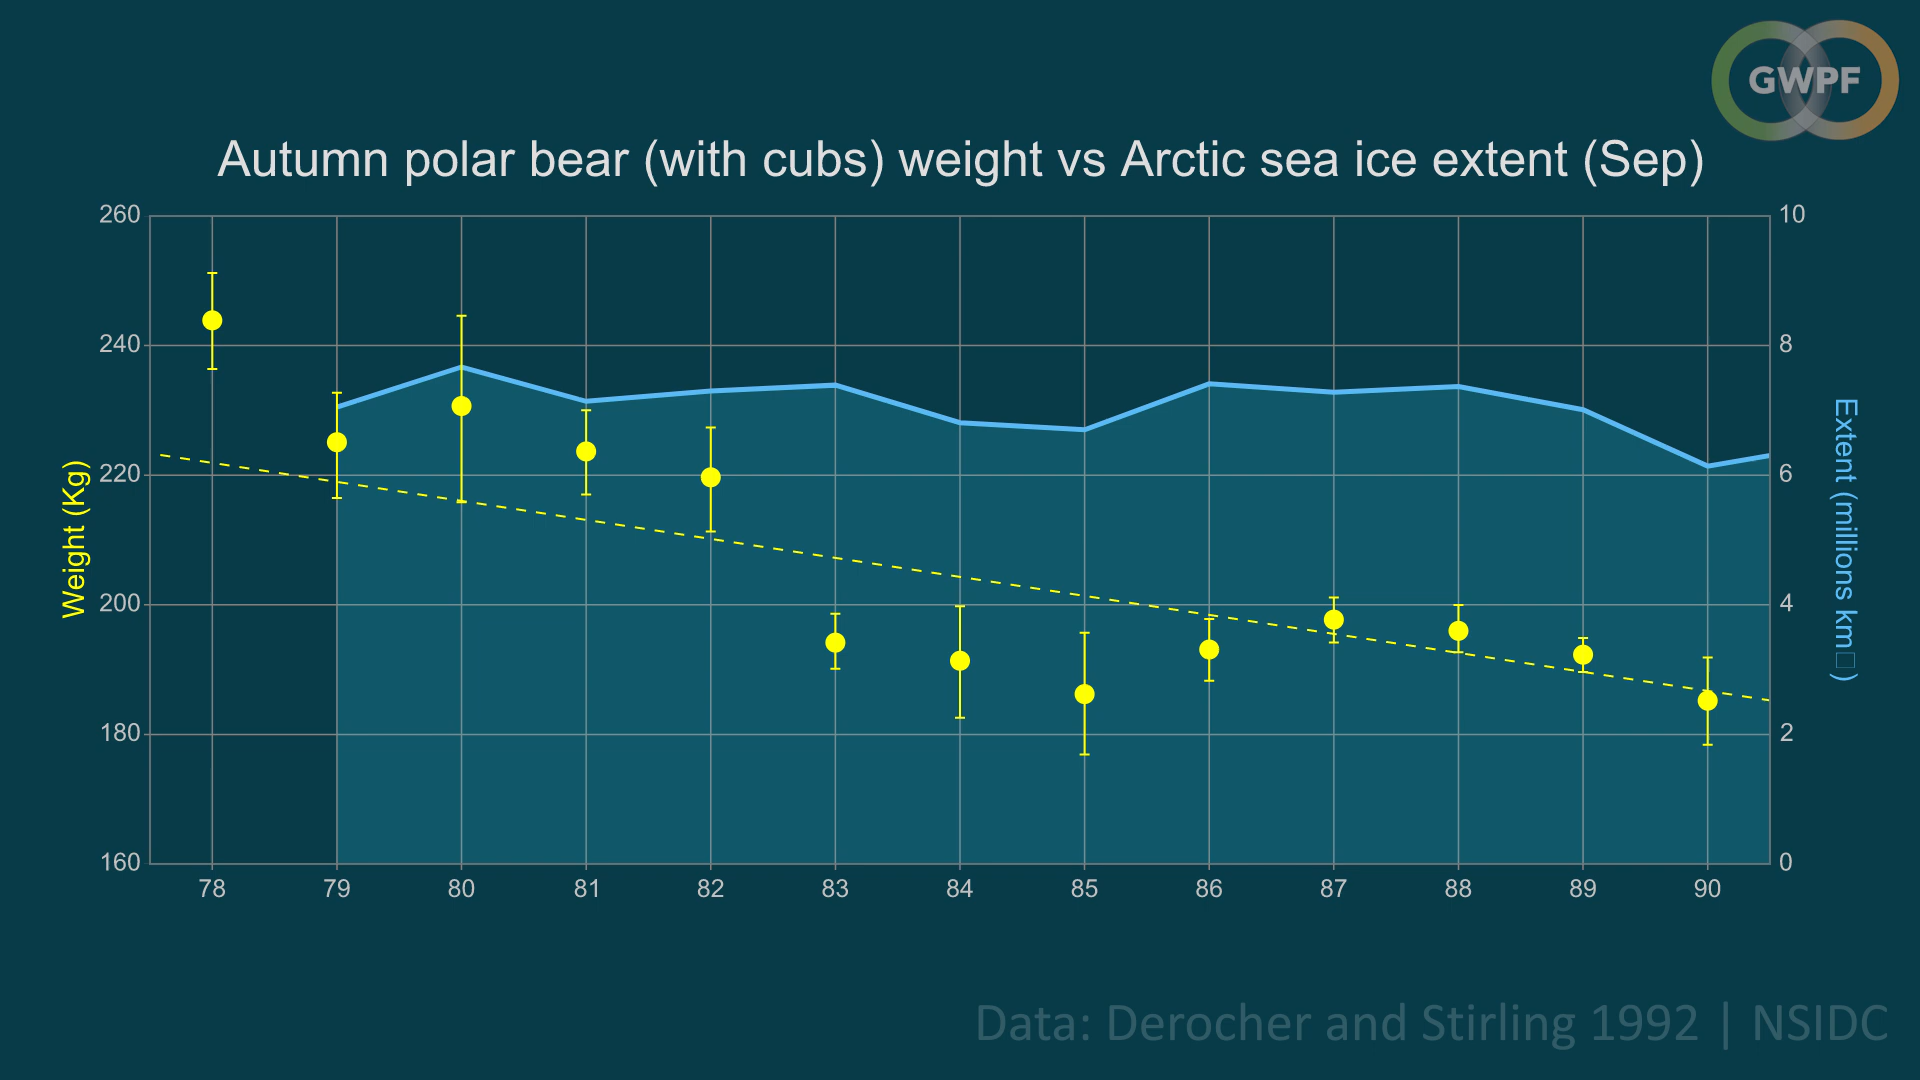 GWPF
Autumn polar bear (with cubs) weight vs Arctic sea ice extent (Sep)
260
240
220
200
180
160
Weight (Kg)
10
8
6
4
2
0
Extent (millions km□)
78 79 80 81 82 83 84 85 86 87 88 89 90
Data: Derocher and Stirling 1992 | NSIDC